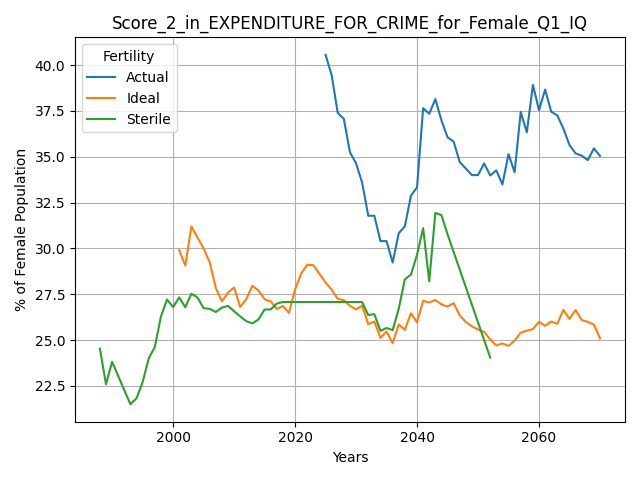 Score_2_in_EXPENDITURE_FOR_CRIME_for_Female_Q1_IQ
Fertility
Actual
Ideal
Sterile
% of Female Population
40.0
37.5
35.0
32.5
30.0
27.5
25.0
22.5
2000
2020
2040
2060
Years